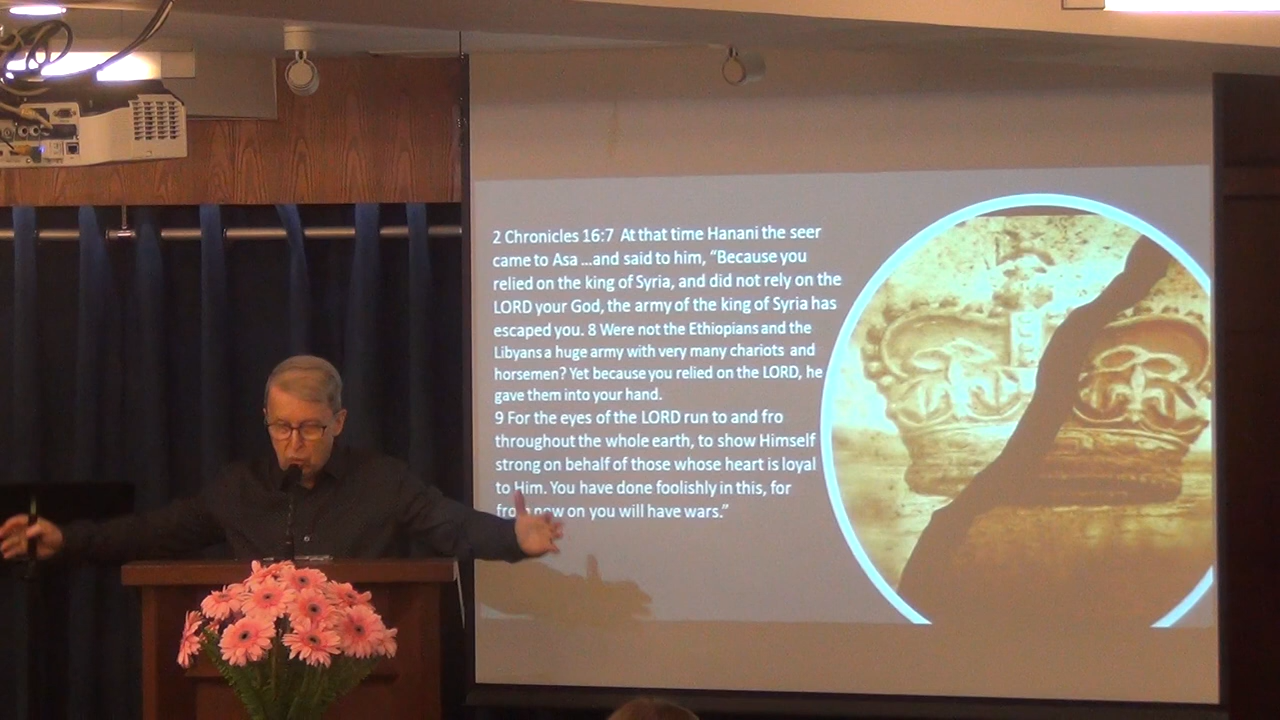 2 Chronicles 16:7 At that time Hanani the seer
came to Asa ...and said to him, “Because you
relied on the king of Syria, and did not rely on the
LORD your God, the army of the king of Syria has
escaped you. 8 Were not the Ethiopians and the
Libyans a huge army with very many chariots and
horsemen? Yet because you relied on the LORD, he
gave them into your hand.
9 For the eyes of the LORD run to and fro
throughout the whole earth, to show Himself
strong on behalf of those whose heart is loyal
to Him. You have done foolishly in this, for
from now on you will have wars.”